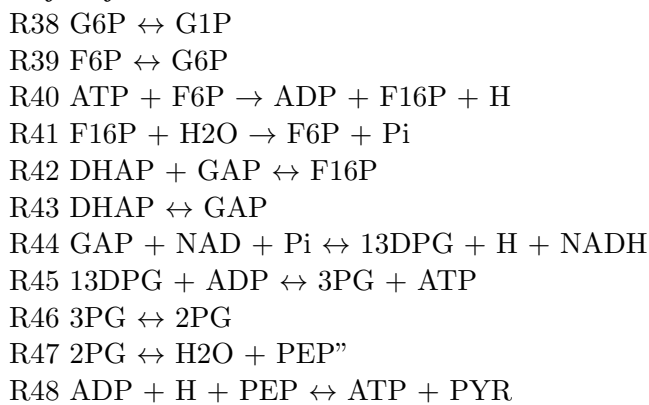 R38 G6P ↔ G1P
R39 F6P ↔ G6P
R40 ATP + F6P → ADP + F16P + H
R41 F16P + H2O → F6P + Pi
R42 DHAP + GAP ↔ F16P
R43 DHAP ↔ GAP
R44 GAP + NAD + Pi ↔ 13DPG + H + NADH
R45 13DPG + ADP ↔ 3PG + ATP
R46 3PG ↔ 2PG
R47 2PG ↔ H2O + PEP”
R48 ADP + H + PEP ↔ ATP + PYR